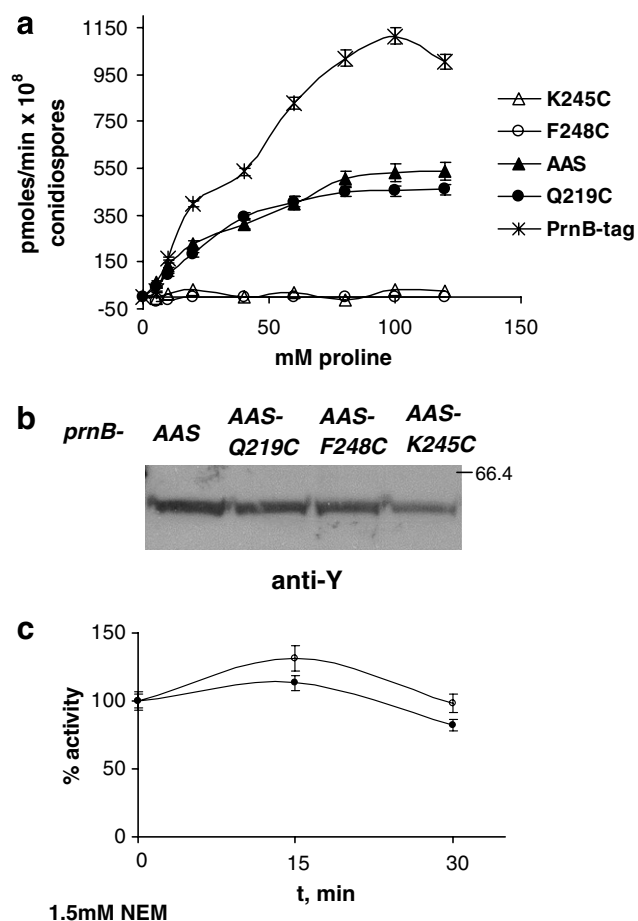 a
1150
950
750
550
350
150
-50
pmoles/min x 10⁸
conidiospores
0
50
100
150
mM proline
K245C
F248C
AAS
Q219C
PrnB-tag
b
prnB-
AAS
AAS-
Q219C
AAS-
F248C
AAS-
K245C
66.4
anti-Y
c
150
100
50
0
% activity
0
15
30
t, min
1.5mM NEM